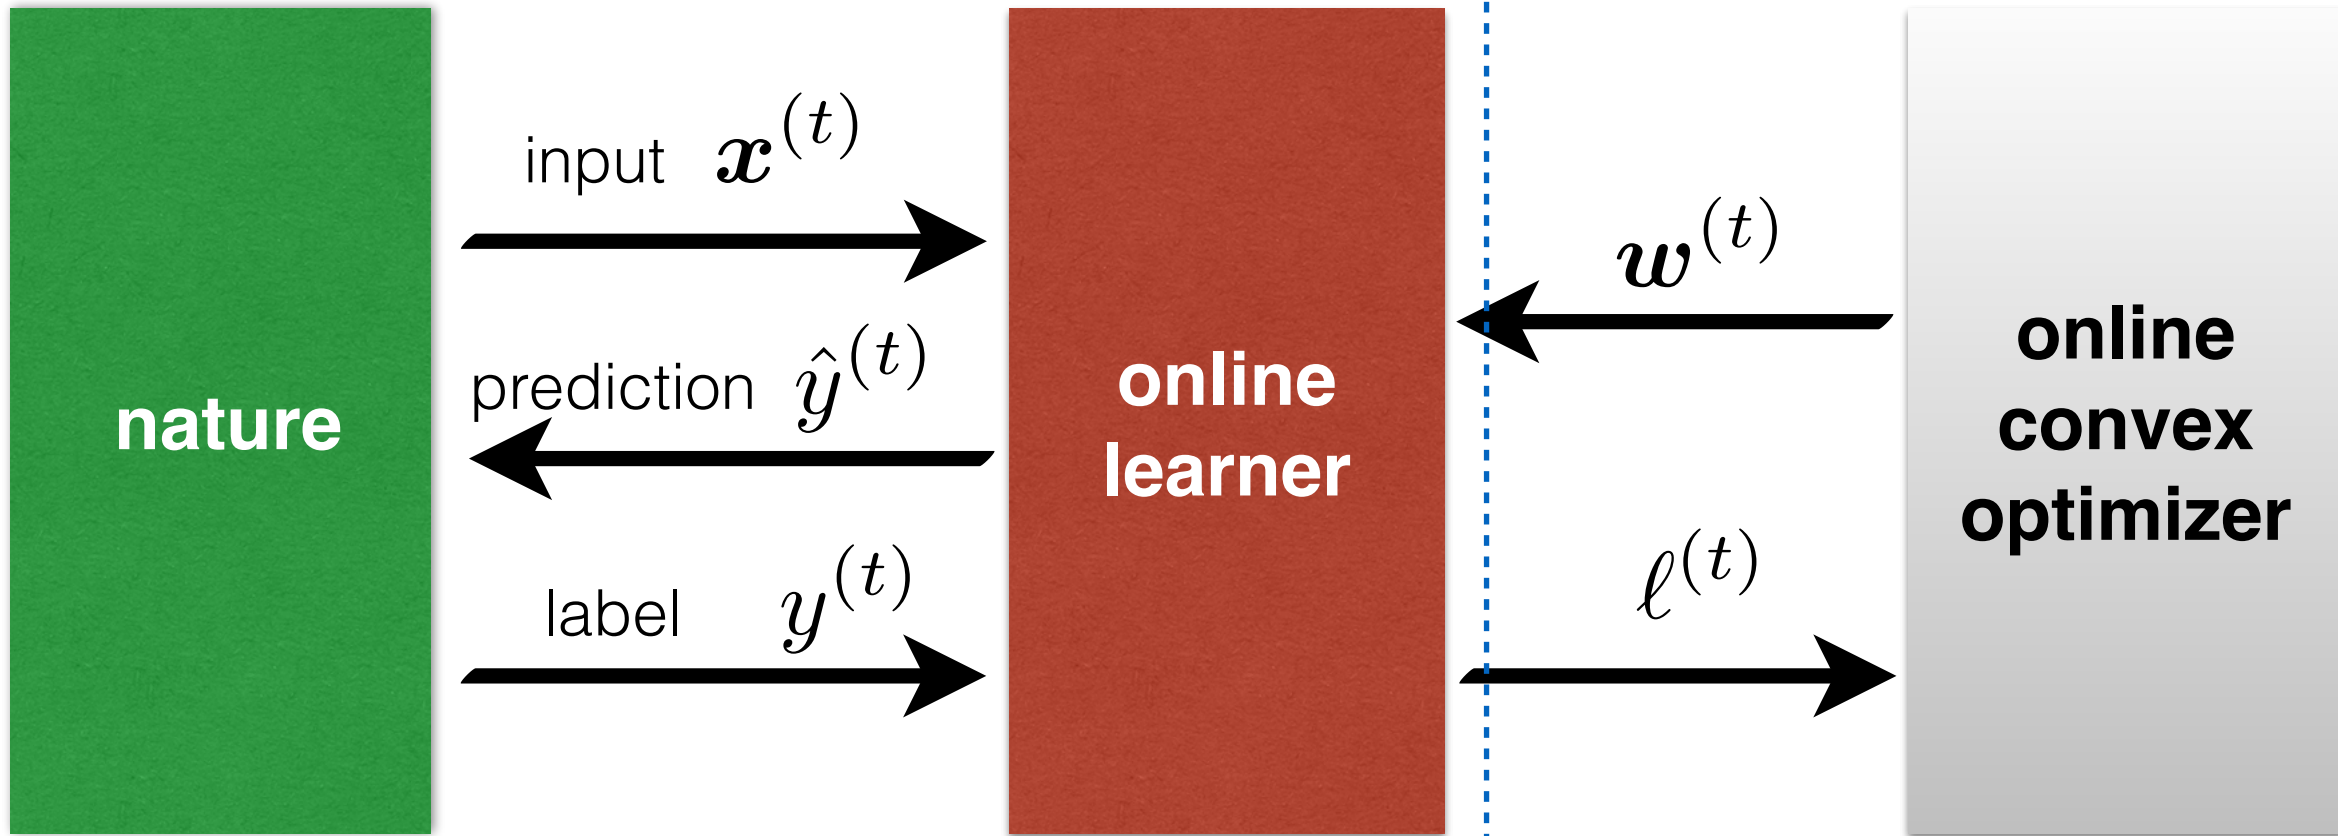 nature
input x^(t)
prediction ŷ^(t)
label y^(t)
online
learner
w^(t)
ℓ^(t)
online
convex
optimizer